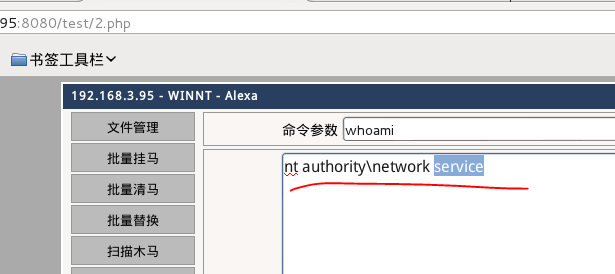 95:8080/test/2.php
书签工具栏
192.168.3.95 - WINNT - Alexa
文件管理
命令参数 whoami
批量挂马
nt authority\network service
批量清马
批量替换
扫描木马